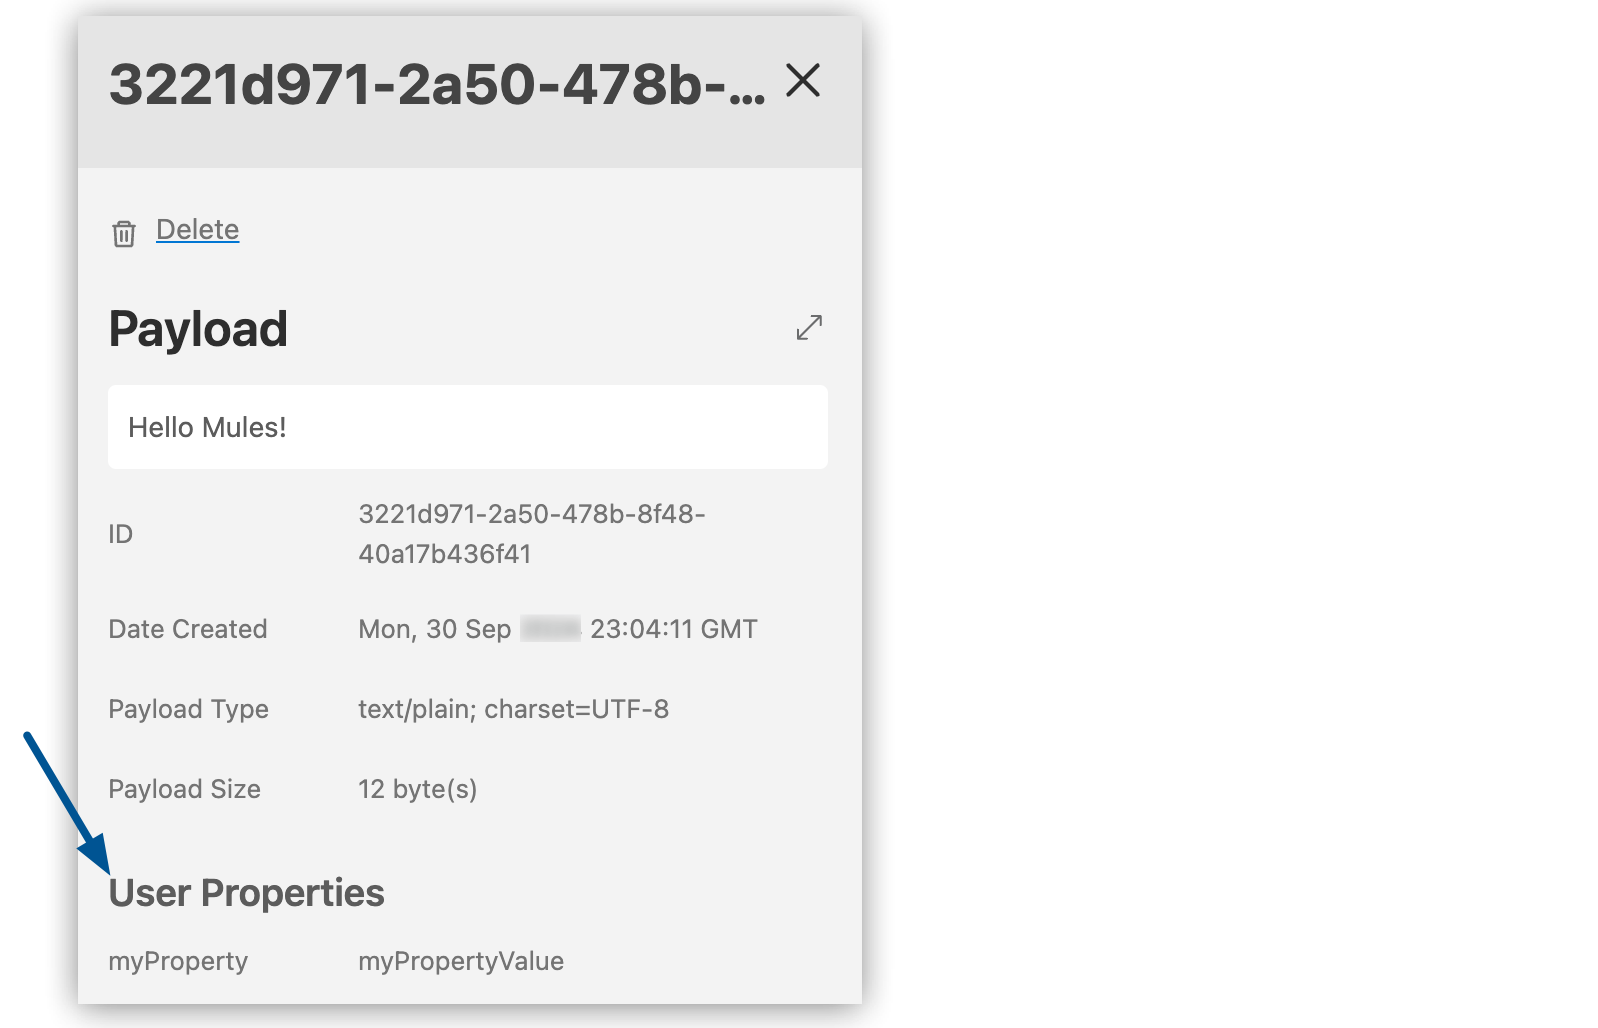 3221d971-2a50-478b-...
Delete
Payload
Hello Mules!
ID
3221d971-2a50-478b-8f48-
40a17b436f41
Date Created
Mon, 30 Sep 23:04:11 GMT
Payload Type
text/plain; charset=UTF-8
Payload Size
12 byte(s)
User Properties
myProperty
myPropertyValue